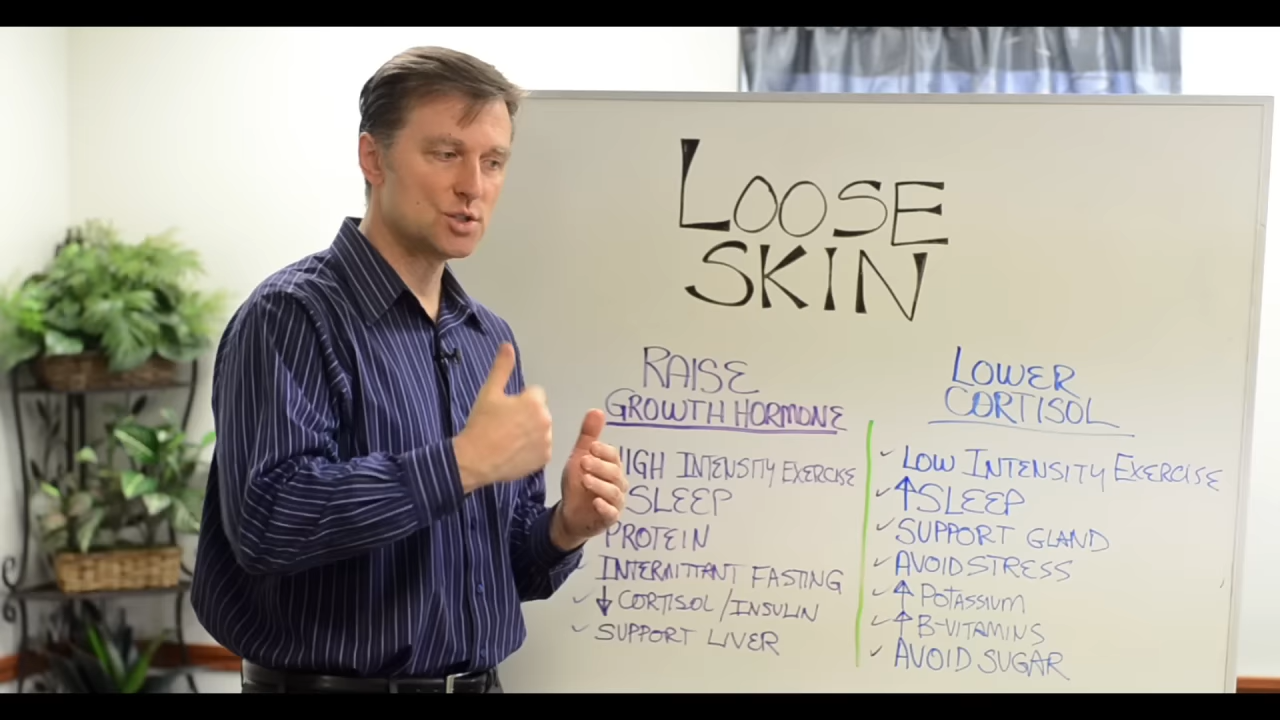 LOOSE
SKIN
RAISE
GROWTH HORMONE
HIGH INTENSITY EXERCISE
SLEEP
PROTEIN
INTERMITTANT FASTING
↓ CORTISOL/INSULIN
SUPPORT LIVER
LOWER
CORTISOL
LOW INTENSITY EXERCISE
↑ SLEEP
SUPPORT GLAND
AVOID STRESS
↑ POTASSIUM
↑ B-VITAMINS
AVOID SUGAR